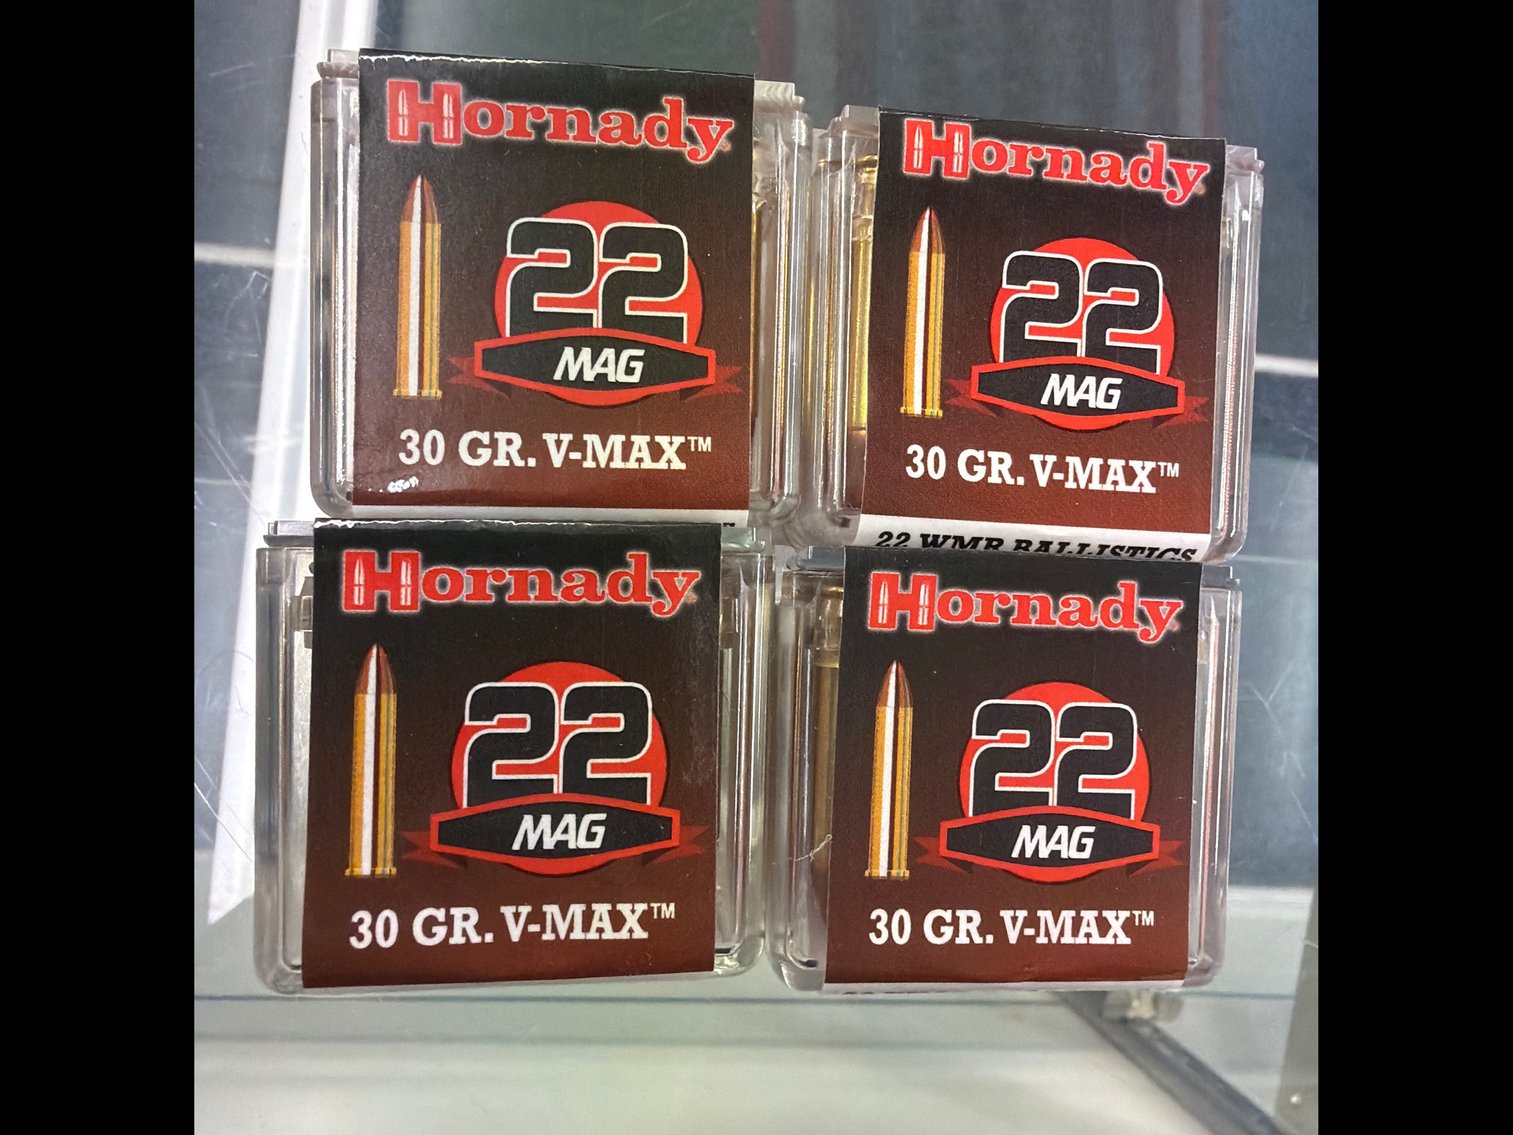 Hornady
22
MAG
30 GR. V-MAX™
Hornady
22
MAG
30 GR. V-MAX™
22 WMR BALLISTICS
Hornady
22
MAG
30 GR. V-MAX™
Hornady
22
MAG
30 GR. V-MAX™